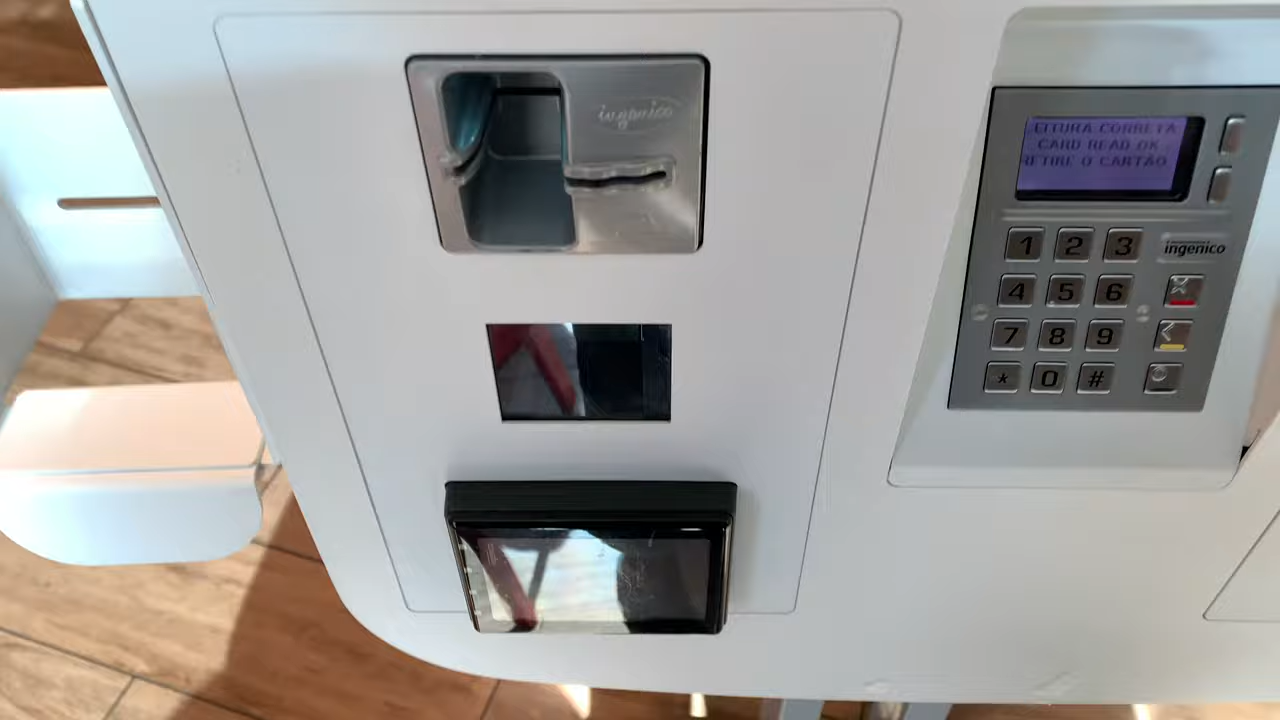 ingenico
EITURA CORRETA
CARD READ OK
RETIRE O CARTÃO
1 2 3
ingenico
4 5 6
7 8 9
* 0 #